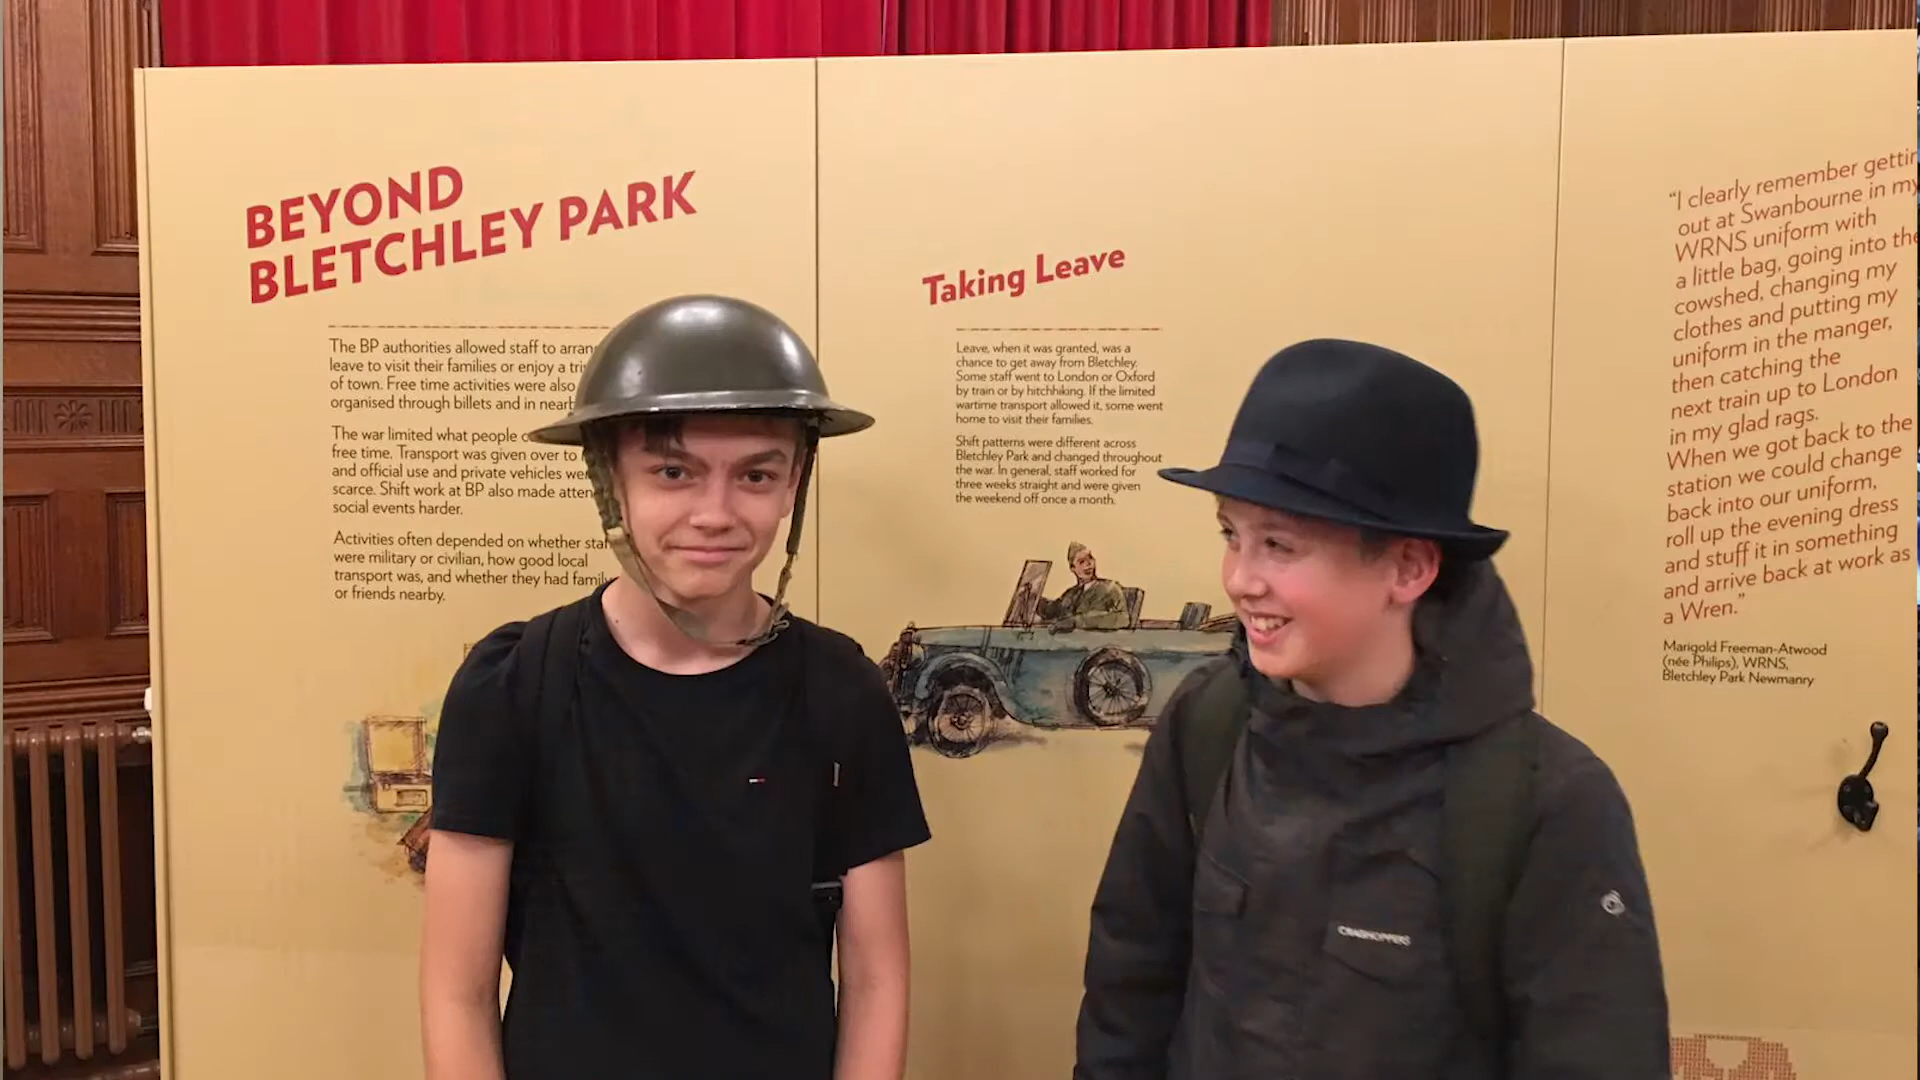 BEYOND
BLETCHLEY PARK
The BP authorities allowed staff to
leave to visit their families or enjoy a
of town. Free time activities were also
organised through billets and in
The war limited what people
free time. Transport was given over to
and official use and private vehicles
scarce. Shift work at BP also made
social events harder.
Activities often depended on whether
were military or civilian, how good local
transport was, and whether they had
or friends nearby.
Taking Leave
Leave, when it was granted, was a
chance to get away from Bletchley.
Some staff went to London or Oxford
by train or by hitchhiking. If the limited
wartime transport allowed it, some went
home to visit their families.
Shift patterns were different across
Bletchley Park and changed throughout
the war. In general, staff worked for
three weeks straight and were given
the weekend off once a month.
"I clearly remember
out at Swanbourne in my
WRNS uniform with
a little bag, going into the
cowshed, changing my
clothes and putting my
uniform in the manger,
then catching the
next train up to London
in my glad rags.
When we got back to the
station we could change
back into our uniform,
roll up the evening dress
and stuff it in something
and arrive back at work as
a Wren."
Marigold Freeman-Atwood
(née Philips), WRNS,
Bletchley Park Newmanry
CRAGHOPPERS